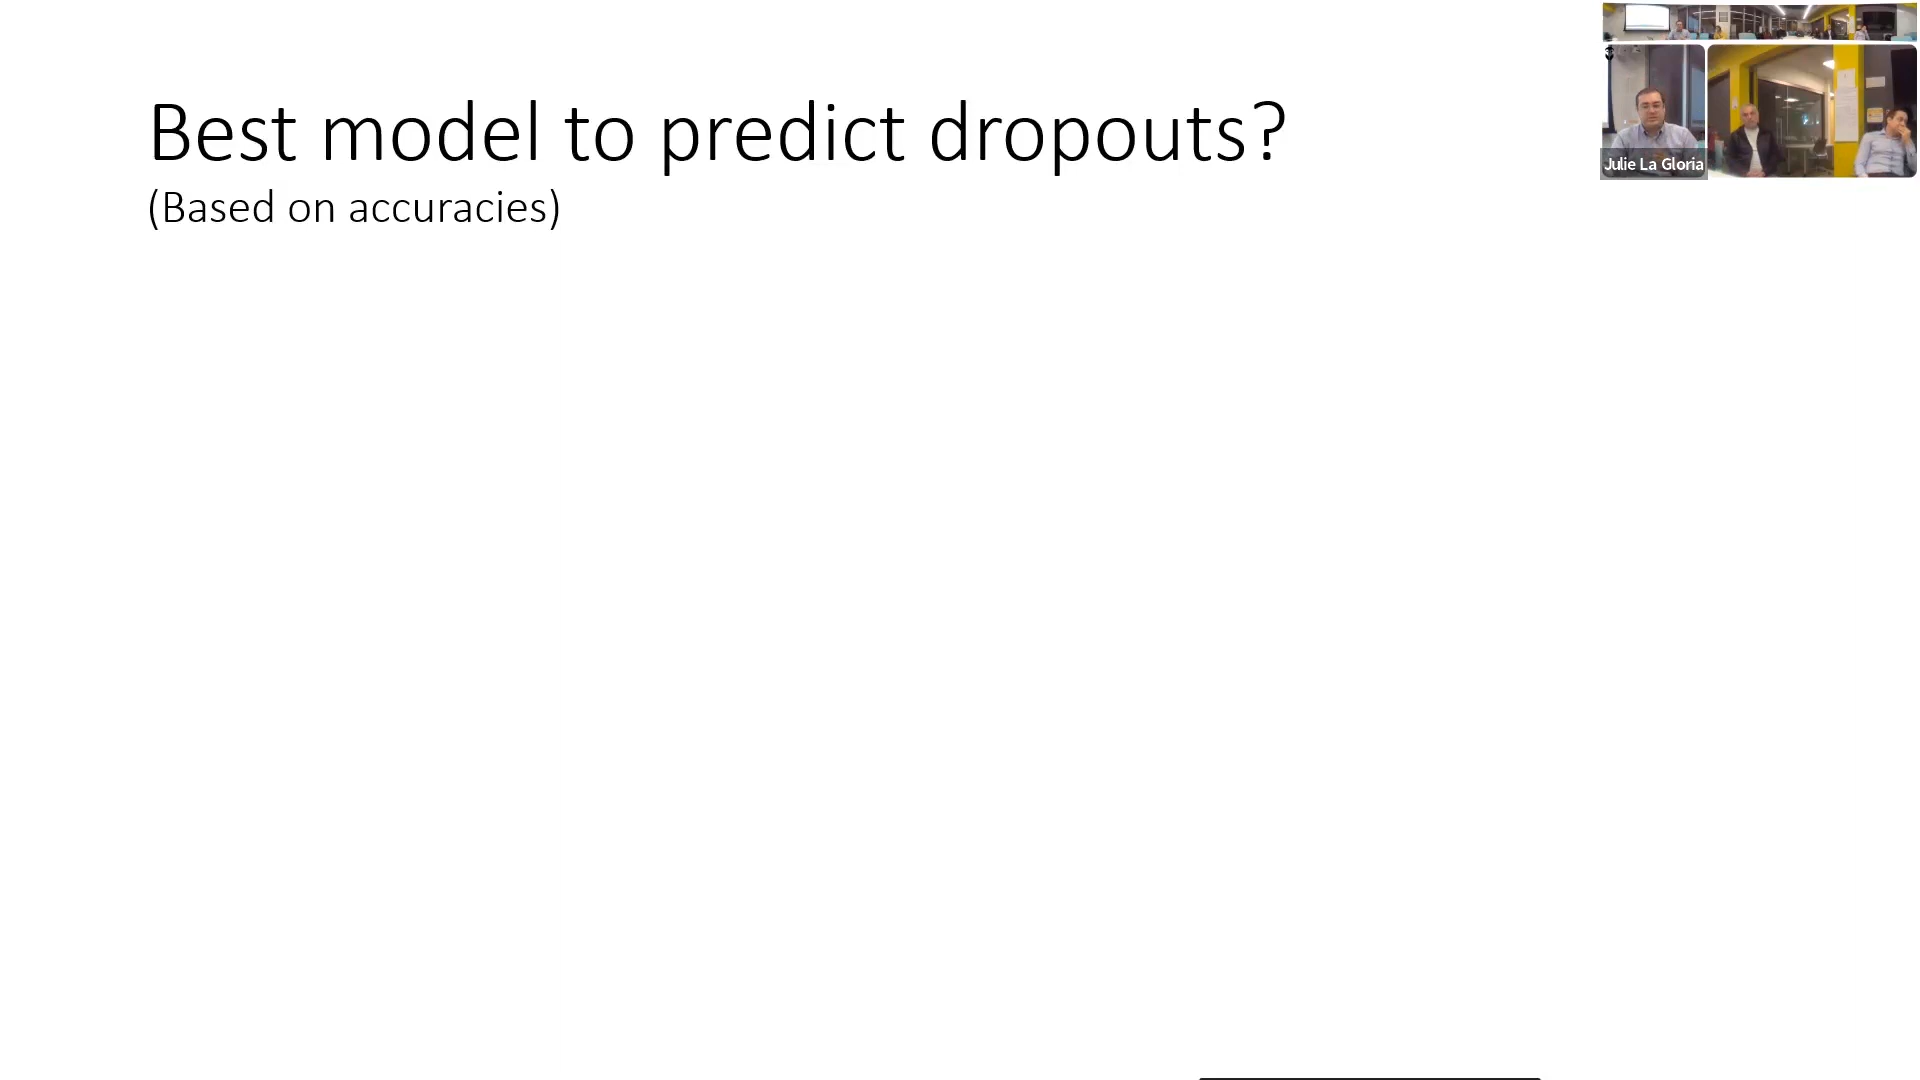 Best model to predict dropouts?
(Based on accuracies)
Julie La Gloria